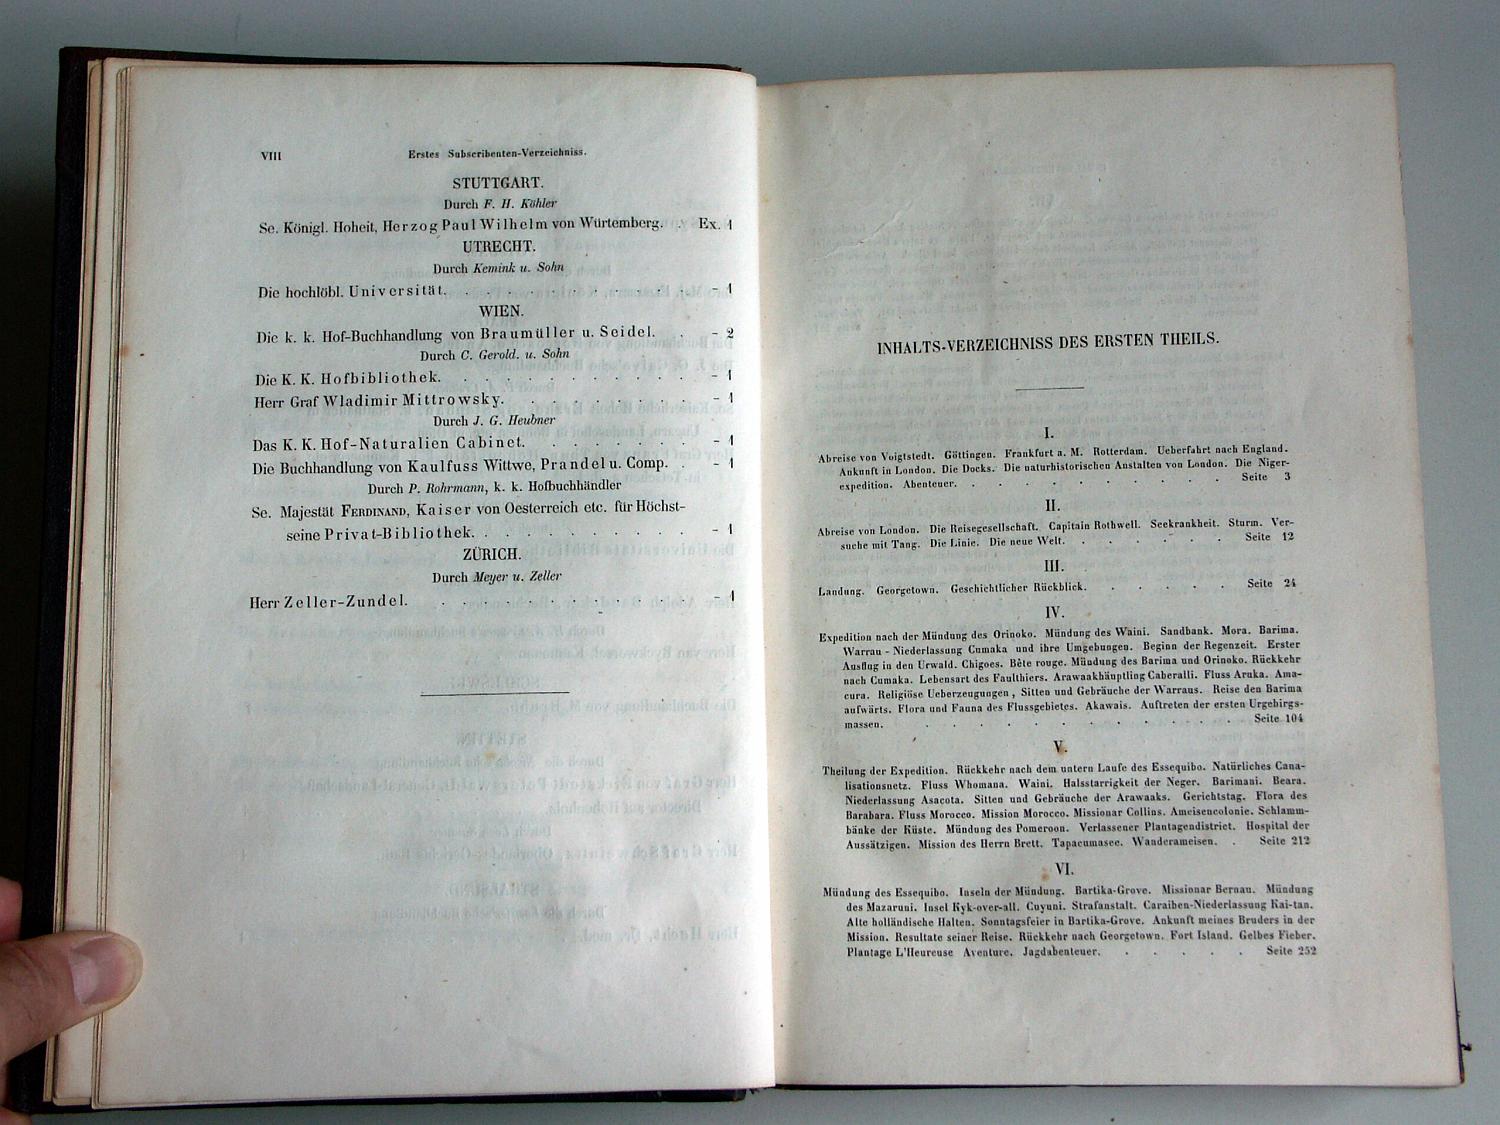 VIII Erstes Subscribenten-Verzeichniss.
STUTTGART.
Durch F. H. Köhler
Se. Königl. Hoheit, Herzog Paul Wilhelm von Würtemberg. . Ex. 1
UTRECHT.
Durch Kemink u. Sohn
Die hochlöbl. Universität. . . . . . . . . . . – 1
WIEN.
Die k. k. Hof-Buchhandlung von Braumüller u. Seidel. . – 2
Durch C. Gerold. u. Sohn
Die K. K. Hofbibliothek. . . . . . . . . . . – 1
Herr Graf Wladimir Mittrowsky. . . . . . . . – 1
Durch J. G. Heubner
Das K. K. Hof-Naturalien Cabinet. . . . . . . . – 1
Die Buchhandlung von Kaulfuss Wittwe, Prandel u. Comp. . – 1
Durch P. Rohrmann, k. k. Hofbuchhändler
Se. Majestät FERDINAND, Kaiser von Oesterreich etc. für Höchst-
seine Privat-Bibliothek. . . . . . . . . . – 1
ZÜRICH.
Durch Meyer u. Zeller
Herr Zeller-Zundel. . . . . . . . . . . . – 1
INHALTS-VERZEICHNISS DES ERSTEN THEILS.
I.
Abreise von Voigtstedt. Göttingen. Frankfurt a. M. Rotterdam. Ueberfahrt nach England.
Ankunft in London. Die Docks. Die naturhistorischen Anstalten von London. Die Niger-
expedition. Abenteuer. . . . . . . . . . Seite 3
II.
Abreise von London. Die Reisegesellschaft. Capitain Rothwell. Seekrankheit. Sturm. Ver-
suche mit Tang. Die Linie. Die neue Welt. . . . . . . Seite 12
III.
Landung. Georgetown. Geschichtlicher Rückblick. . . . . . Seite 24
IV.
Expedition nach der Mündung des Orinoko. Mündung des Waini. Sandbank. Mora. Barima.
Warrau-Niederlassung Cumaka und ihre Umgebungen. Beginn der Regenzeit. Erster
Ausflug in den Urwald. Chigoes. Bête rouge. Mündung des Barima und Orinoko. Rückkehr
nach Cumaka. Lebensart des Faulthiers. Arawaakhäuptling Caberalli. Fluss Aruka. Ama-
cura. Religiöse Ueberzeugungen, Sitten und Gebräuche der Warraus. Reise den Barima
aufwärts. Flora und Fauna des Flussgebietes. Akawais. Auftreten der ersten Urgebirgs-
massen. . . . . . . . . . . . . Seite 104
V.
Theilung der Expedition. Rückkehr nach dem untern Laufe des Essequibo. Natürliches Cana-
lisationsnetz. Fluss Whomana. Waini. Halsstarrigkeit der Neger. Barimani. Beara.
Niederlassung Asacota. Sitten und Gebräuche der Arawaaks. Gerichtstag. Flora des
Barabara. Fluss Morocco. Mission Morocco. Missionar Collins. Ameisencolonie. Schlamm-
bänke der Küste. Mündung des Pomeroon. Verlassener Plantagendistrict. Hospital der
Aussätzigen. Mission des Herrn Brett. Tapacumasee. Wanderameisen. . Seite 212
VI.
Mündung des Essequibo. Inseln der Mündung. Bartika-Grove. Missionar Bernau. Mündung
des Mazaruni. Insel Kyk-over-all. Cuyuni. Strafanstalt. Caraiben-Niederlassung Kai-tan.
Alte holländische Halten. Sonntagsfeier in Bartika-Grove. Ankunft meines Bruders in der
Mission. Resultate seiner Reise. Rückkehr nach Georgetown. Fort Island. Gelbes Fieber.
Plantage L'Heureuse Aventure. Jagdabenteuer. . . . . . Seite 252